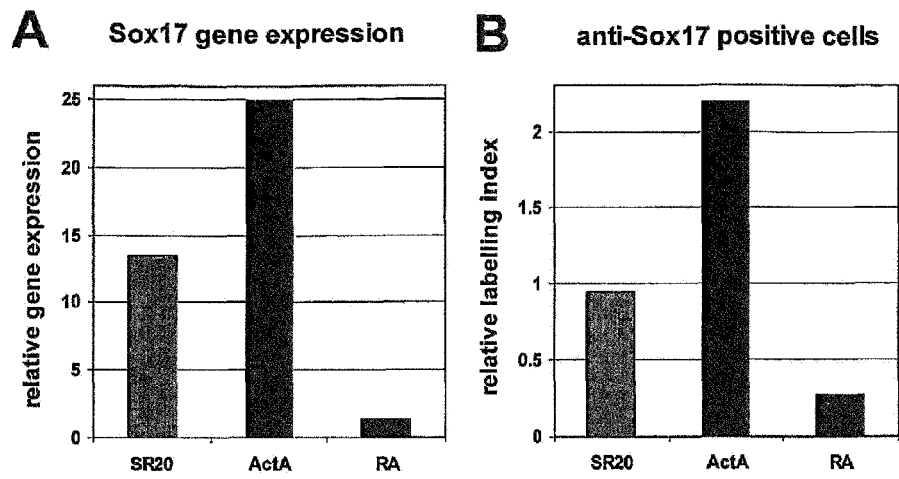 A
Sox17 gene expression
relative gene expression
25
20
15
10
5
0
SR20 ActA RA
B
anti-Sox17 positive cells
relative labelling index
2
1.5
1
0.5
0
SR20 ActA RA